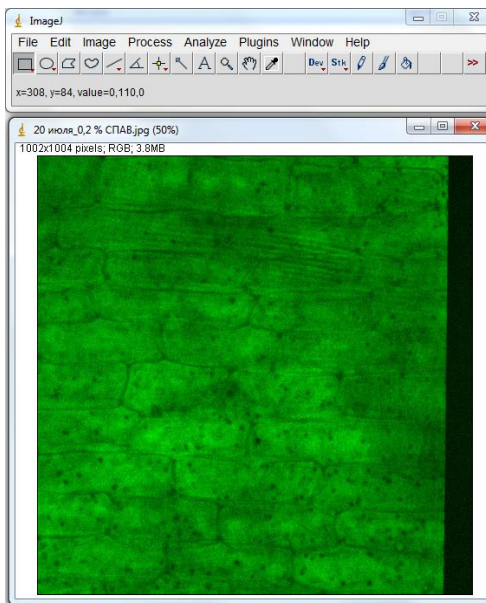 ImageJ
File Edit Image Process Analyze Plugins Window Help
A Dev Stk >>
x=308, y=84, value=0,110,0
20 июля_0,2 % СПАВ.jpg (50%)
1002x1004 pixels; RGB; 3.8MB